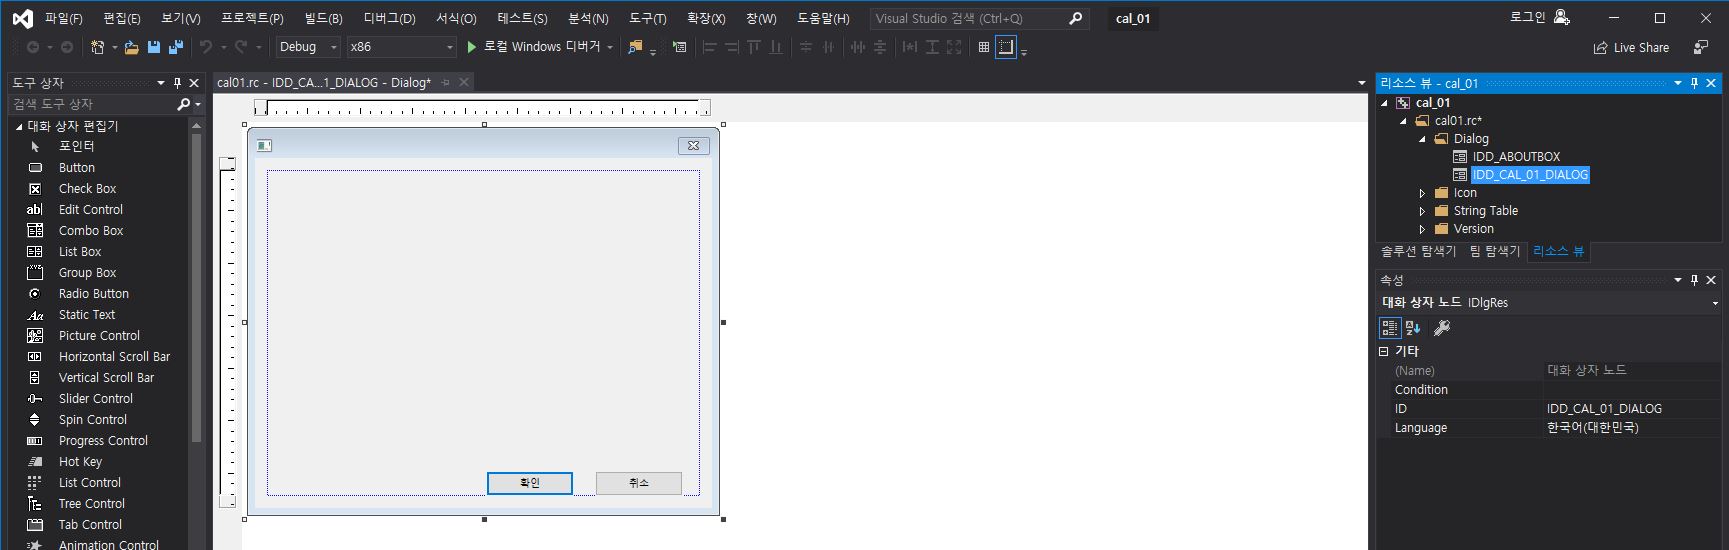 파일(F) 편집(E) 보기(V) 프로젝트(P) 빌드(B) 디버그(D) 서식(O) 테스트(S) 분석(N) 도구(T) 확장(X) 창(W) 도움말(H) Visual Studio 검색 (Ctrl+Q) cal_01 로그인
Debug x86 로컬 Windows 디버거 Live Share
도구 상자
검색 도구 상자
대화 상자 편집기
포인터
Button
Check Box
Edit Control
Combo Box
List Box
Group Box
Radio Button
Static Text
Picture Control
Horizontal Scroll Bar
Vertical Scroll Bar
Slider Control
Spin Control
Progress Control
Hot Key
List Control
Tree Control
Tab Control
Animation Control
cal01.rc - IDD_CA...1_DIALOG - Dialog*
확인 취소
리소스 뷰 - cal_01
cal_01
cal01.rc*
Dialog
IDD_ABOUTBOX
IDD_CAL_01_DIALOG
Icon
String Table
Version
솔루션 탐색기 팀 탐색기 리소스 뷰
속성
대화 상자 노드 IDlgRes
기타
(Name) 대화 상자 노드
Condition
ID IDD_CAL_01_DIALOG
Language 한국어(대한민국)